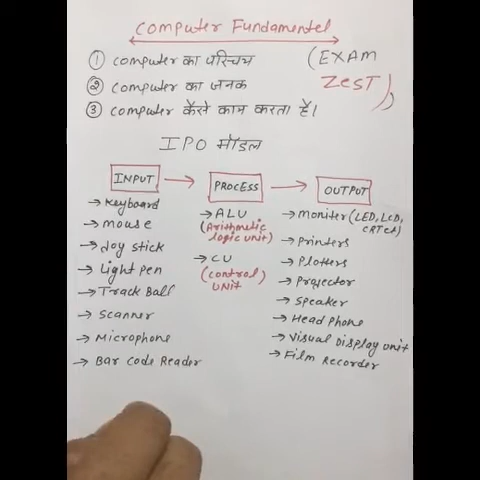 Computer Fundamentel
(EXAM
ZEST)
① Computer का परिचय
② Computer का जनक
③ Computer कैसे काम करता है।
IPO मॉडल
INPUT → PROCESS → OUTPUT
→ Keyboard
→ Mouse
→ Joy stick
→ Light Pen
→ Track Ball
→ Scanner
→ Microphone
→ Bar Code Reader
→ ALU
(Arithmetic
logic unit)
→ CU
(control)
UNIT
→ Moniter (LED, LCD,
→ Printers
→ Plotters
→ Projector
→ Speaker
→ Head Phone
→ Visual Display unit
→ Film Recorder